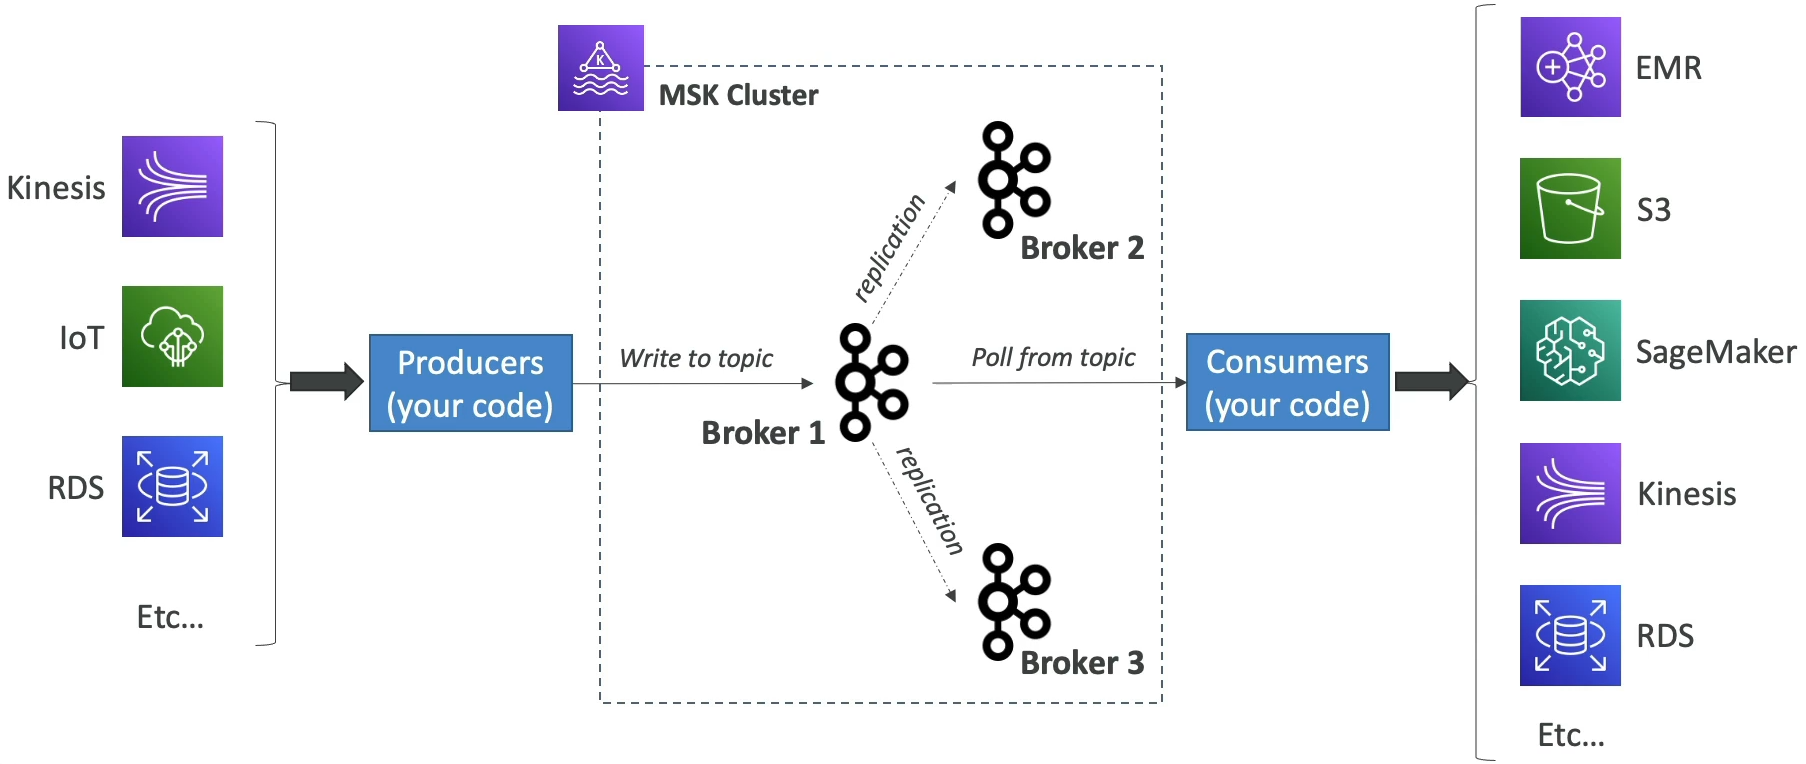 Kinesis
IoT
RDS
Etc...
Producers
(your code)
K
MSK Cluster
Write to topic
replication
replication
Broker 1
Broker 2
Broker 3
Poll from topic
Consumers
(your code)
EMR
S3
SageMaker
Kinesis
RDS
Etc...